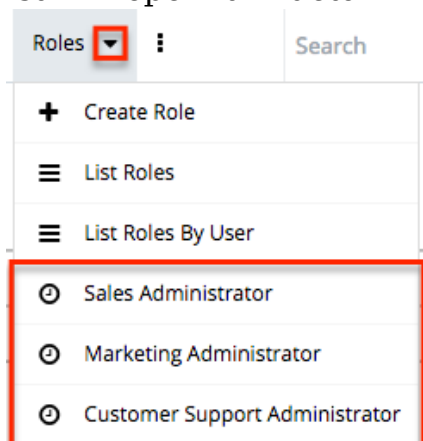 Roles
Search
Create Role
List Roles
List Roles By User
Sales Administrator
Marketing Administrator
Customer Support Administrator